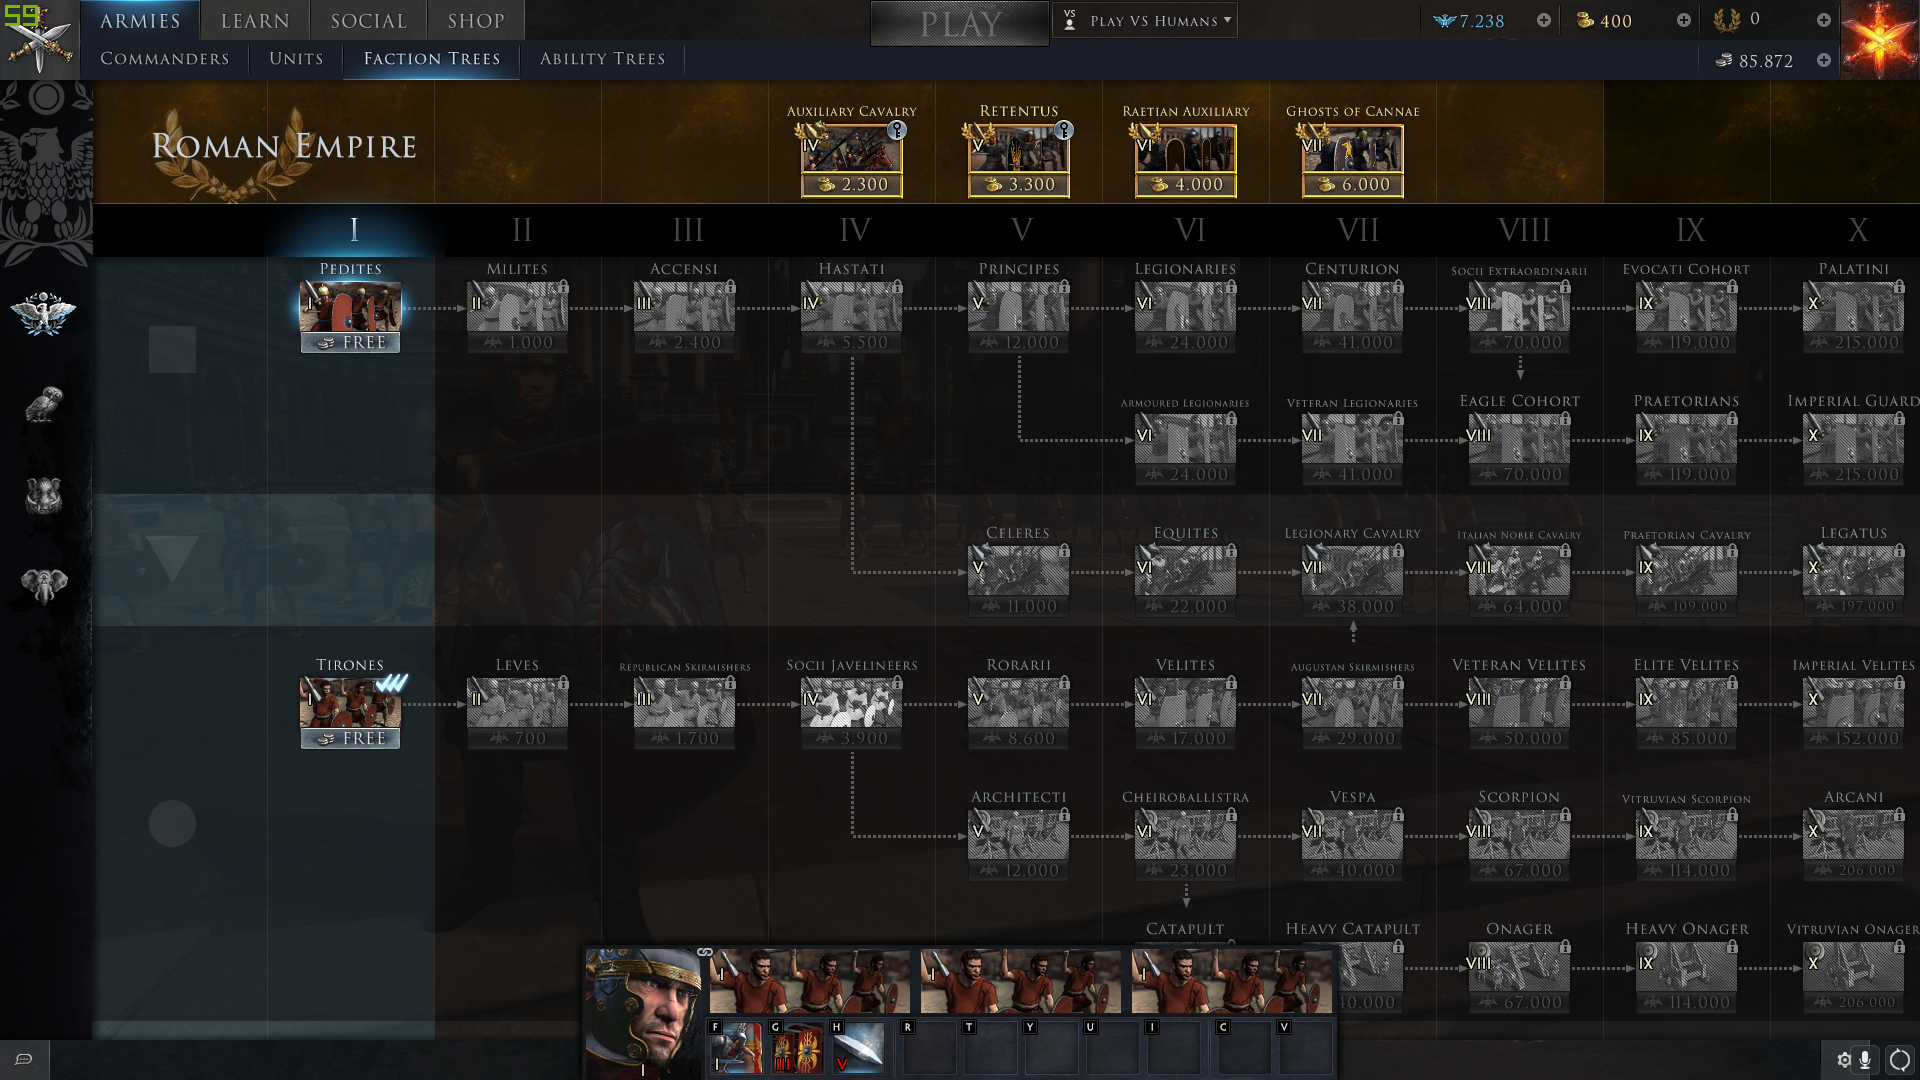 59
ARMIES LEARN SOCIAL SHOP
PLAY
VS PLAY VS HUMANS
7.238
400
0
COMMANDERS UNITS FACTION TREES ABILITY TREES
85.872
ROMAN EMPIRE
AUXILIARY CAVALRY RETENTUS RAETIAN AUXILIARY GHOSTS OF CANNAE
IV V VI VII
2.300 3.300 4.000 6.000
I II III IV V VI VII VIII IX X
PEDITES MILITES ACCENSI HASTATI PRINCIPES LEGIONARIES CENTURION SOCII EXTRAORDINARII EVOCATI COHORT PALATINI
I II III IV V VI VII VIII IX X
FREE 1.000 2.400 5.500 12.000 24.000 41.000 70.000 119.000 215.000
ARMOURED LEGIONARIES VETERAN LEGIONARIES EAGLE COHORT PRAETORIANS IMPERIAL GUARD
VI VII VIII IX X
24.000 41.000 70.000 119.000 215.000
CELERES EQUITES LEGIONARY CAVALRY ITALIAN NOBLE CAVALRY PRAETORIAN CAVALRY LEGATUS
V VI VII VIII IX X
11.000 22.000 38.000 64.000 109.000 197.000
TIRONES LEVES REPUBLICAN SKIRMISHERS SOCII JAVELINEERS RORARII VELITES AUGUSTAN SKIRMISHERS VETERAN VELITES ELITE VELITES IMPERIAL VELITES
I II III IV V VI VII VIII IX X
FREE 700 1.700 3.900 8.600 17.000 29.000 50.000 85.000 152.000
ARCHITECTI CHEIROBALLISTRA VESPA SCORPION VITRUVIAN SCORPION ARCANI
V VI VII VIII IX X
12.000 23.000 40.000 67.000 114.000 206.000
CATAPULT HEAVY CATAPULT ONAGER HEAVY ONAGER VITRUVIAN ONAGER
VIII IX X
40.000 67.000 114.000 206.000
I I I
F G H R T Y U I C V
I I III V